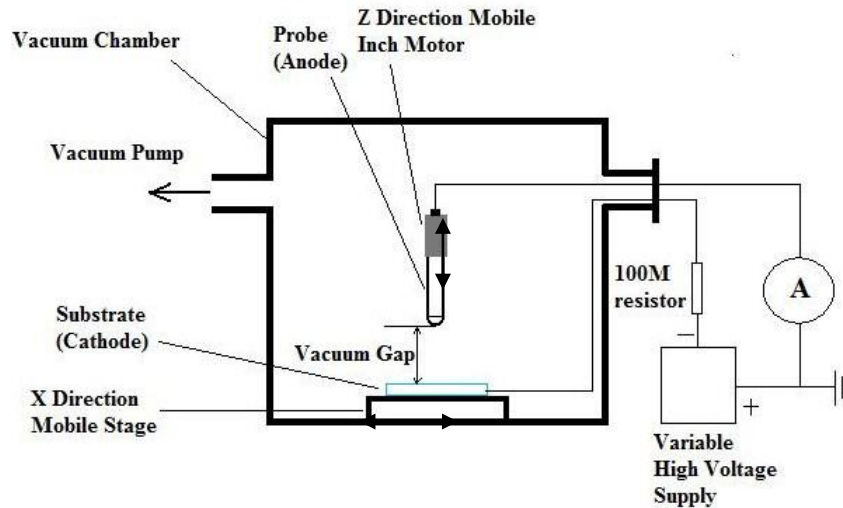 Z Direction Mobile
Inch Motor
Vacuum Chamber
Probe
(Anode)
Vacuum Pump
100M
resistor
A
Substrate
(Cathode)
Vacuum Gap
−
X Direction
Mobile Stage
+
Variable
High Voltage
Supply